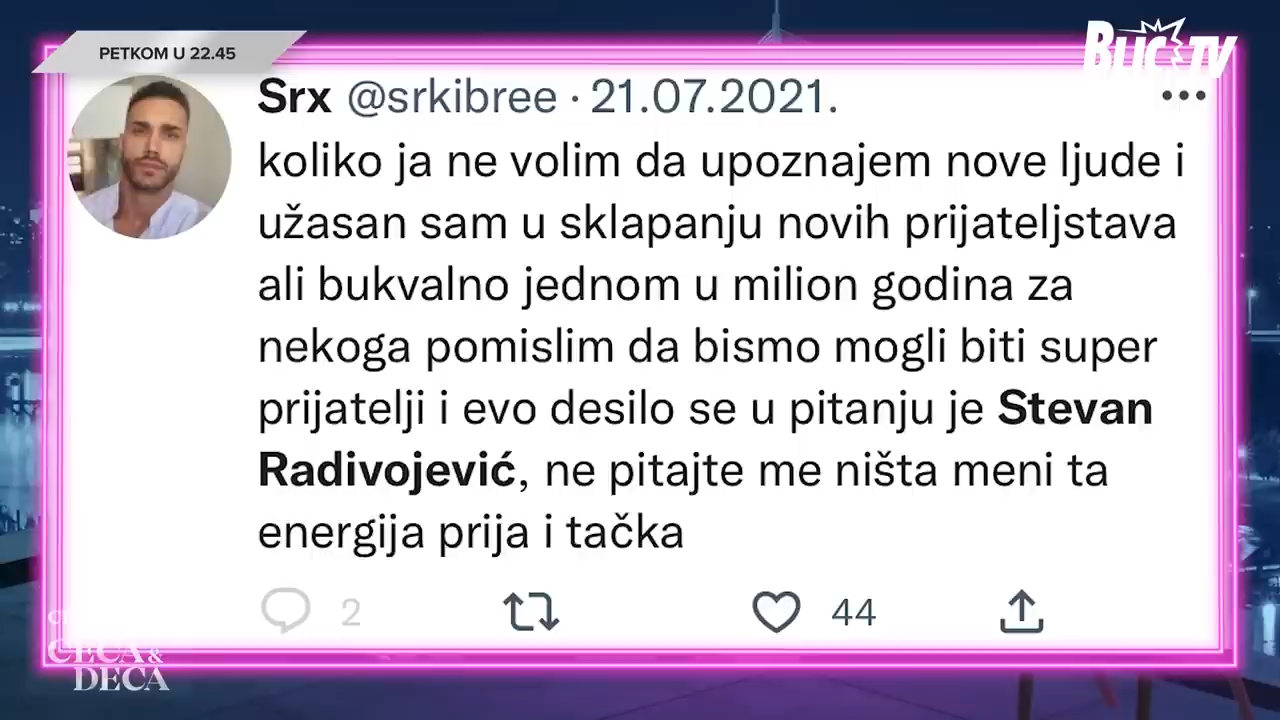 PETKOM U 22.45
BLIC TV
Srx @srkibree · 21.07.2021.
koliko ja ne volim da upoznajem nove ljude i
užasan sam u sklapanju novih prijateljstava
ali bukvalno jednom u milion godina za
nekoga pomislim da bismo mogli biti super
prijatelji i evo desilo se u pitanju je Stevan
Radivojević, ne pitajte me ništa meni ta
energija prija i tačka
2
44
CECA &
DECA